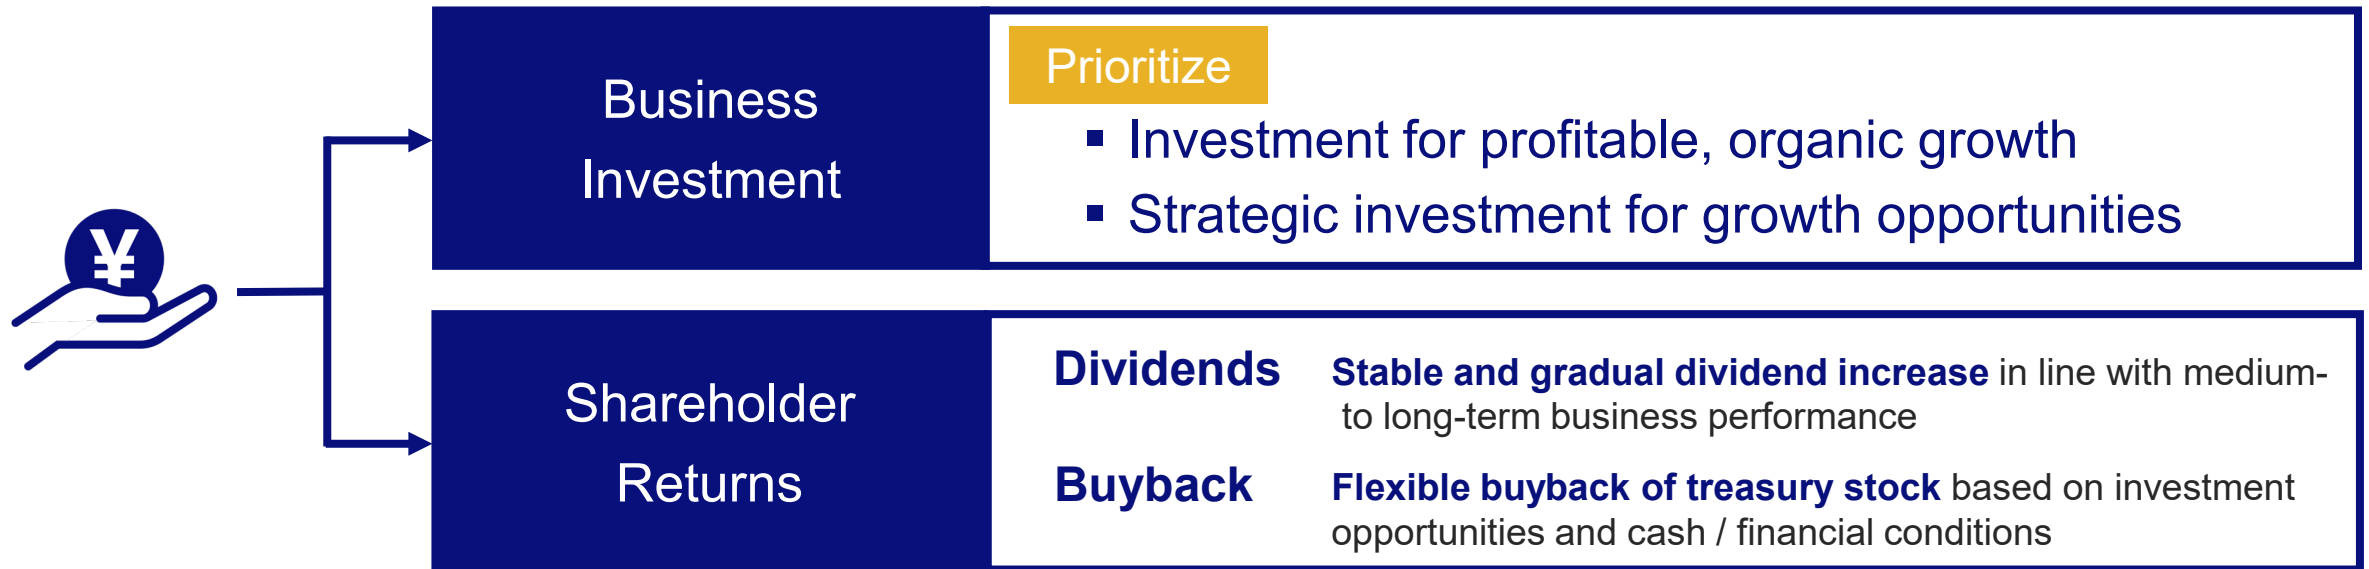 Business
Investment
Prioritize
▪ Investment for profitable, organic growth
▪ Strategic investment for growth opportunities
¥
Shareholder
Returns
Dividends Stable and gradual dividend increase in line with medium-
to long-term business performance
Buyback Flexible buyback of treasury stock based on investment
opportunities and cash / financial conditions